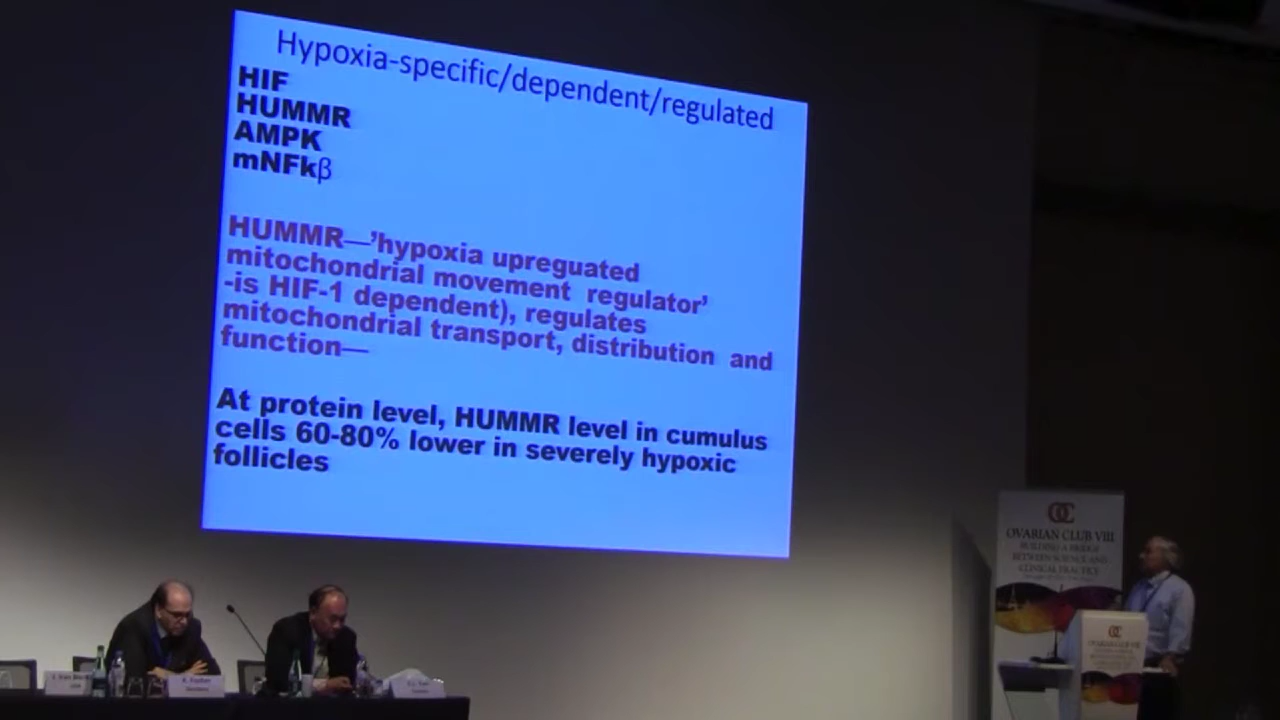 Hypoxia-specific/dependent/regulated
HIF
HUMMR
AMPK
mNFkβ
HUMMR—’hypoxia upreguated
mitochondrial movement regulator’
-is HIF-1 dependent), regulates
mitochondrial transport, distribution and
function—
At protein level, HUMMR level in cumulus
cells 60-80% lower in severely hypoxic
follicles
OC
OVARIAN CLUB VIII
BUILDING A BRIDGE
BETWEEN SCIENCE AND
CLINICAL PRACTICE
OC
OVARIAN CLUB VIII